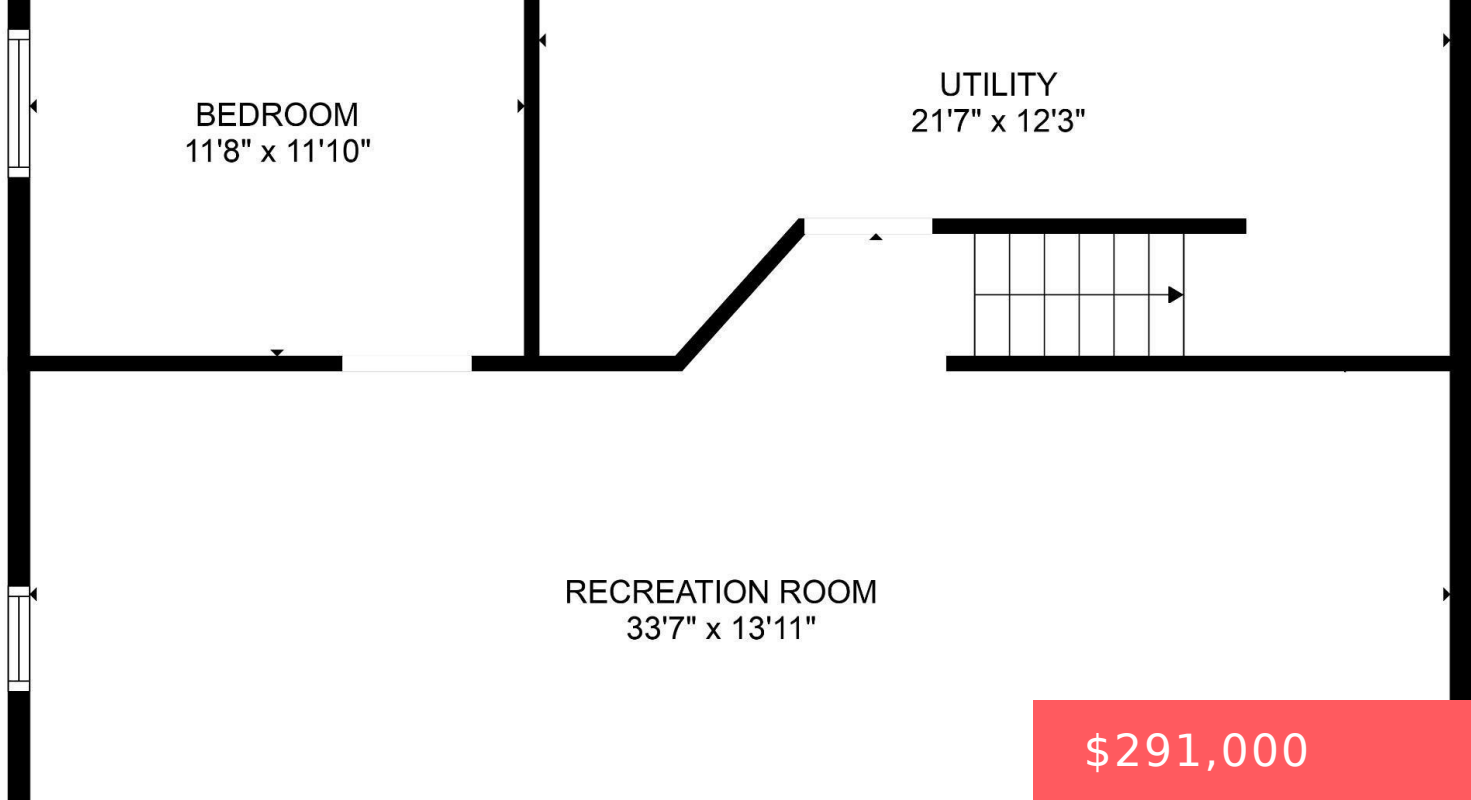 BEDROOM
11'8" x 11'10"
UTILITY
21'7" x 12'3"
RECREATION ROOM
33'7" x 13'11"
$291,000